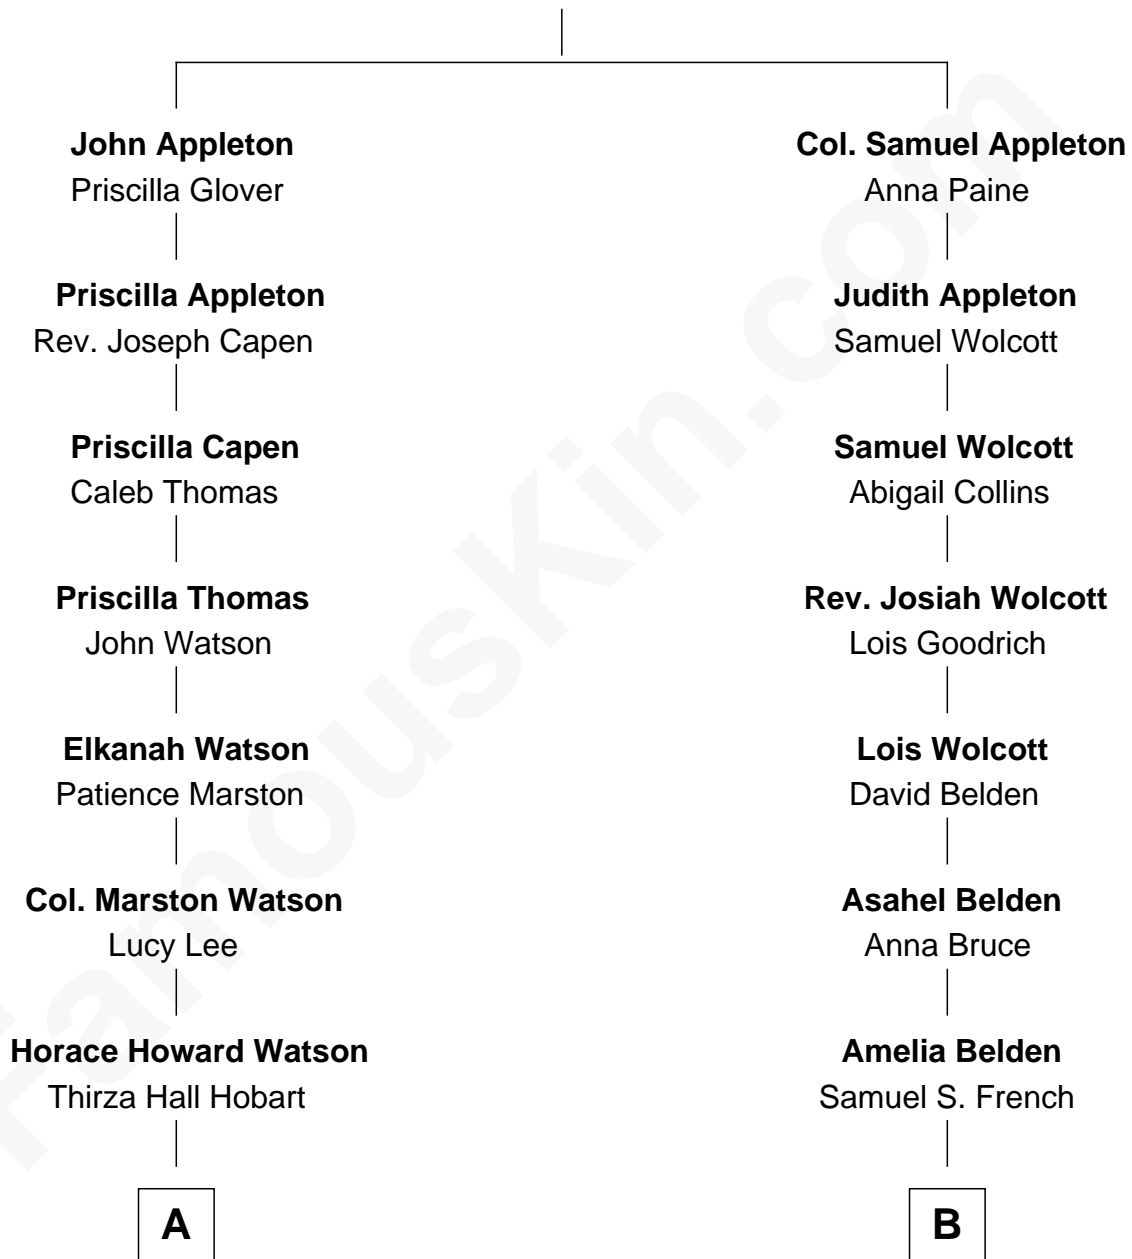 John Appleton
Priscilla Glover
Priscilla Appleton
Rev. Joseph Capen
Priscilla Capen
Caleb Thomas
Priscilla Thomas
John Watson
Elkanah Watson
Patience Marston
Col. Marston Watson
Lucy Lee
Horace Howard Watson
Thirza Hall Hobart
A
Col. Samuel Appleton
Anna Paine
Judith Appleton
Samuel Wolcott
Samuel Wolcott
Abigail Collins
Rev. Josiah Wolcott
Lois Goodrich
Lois Wolcott
David Belden
Asahel Belden
Anna Bruce
Amelia Belden
Samuel S. French
B
FamousKin.com